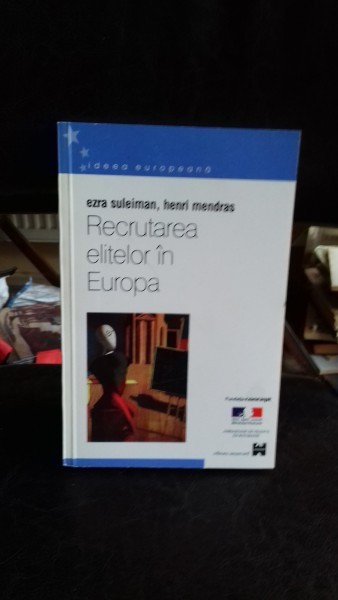 ideea europeană
ezra suleiman, henri mendras
Recrutarea
elitelor în
Europa